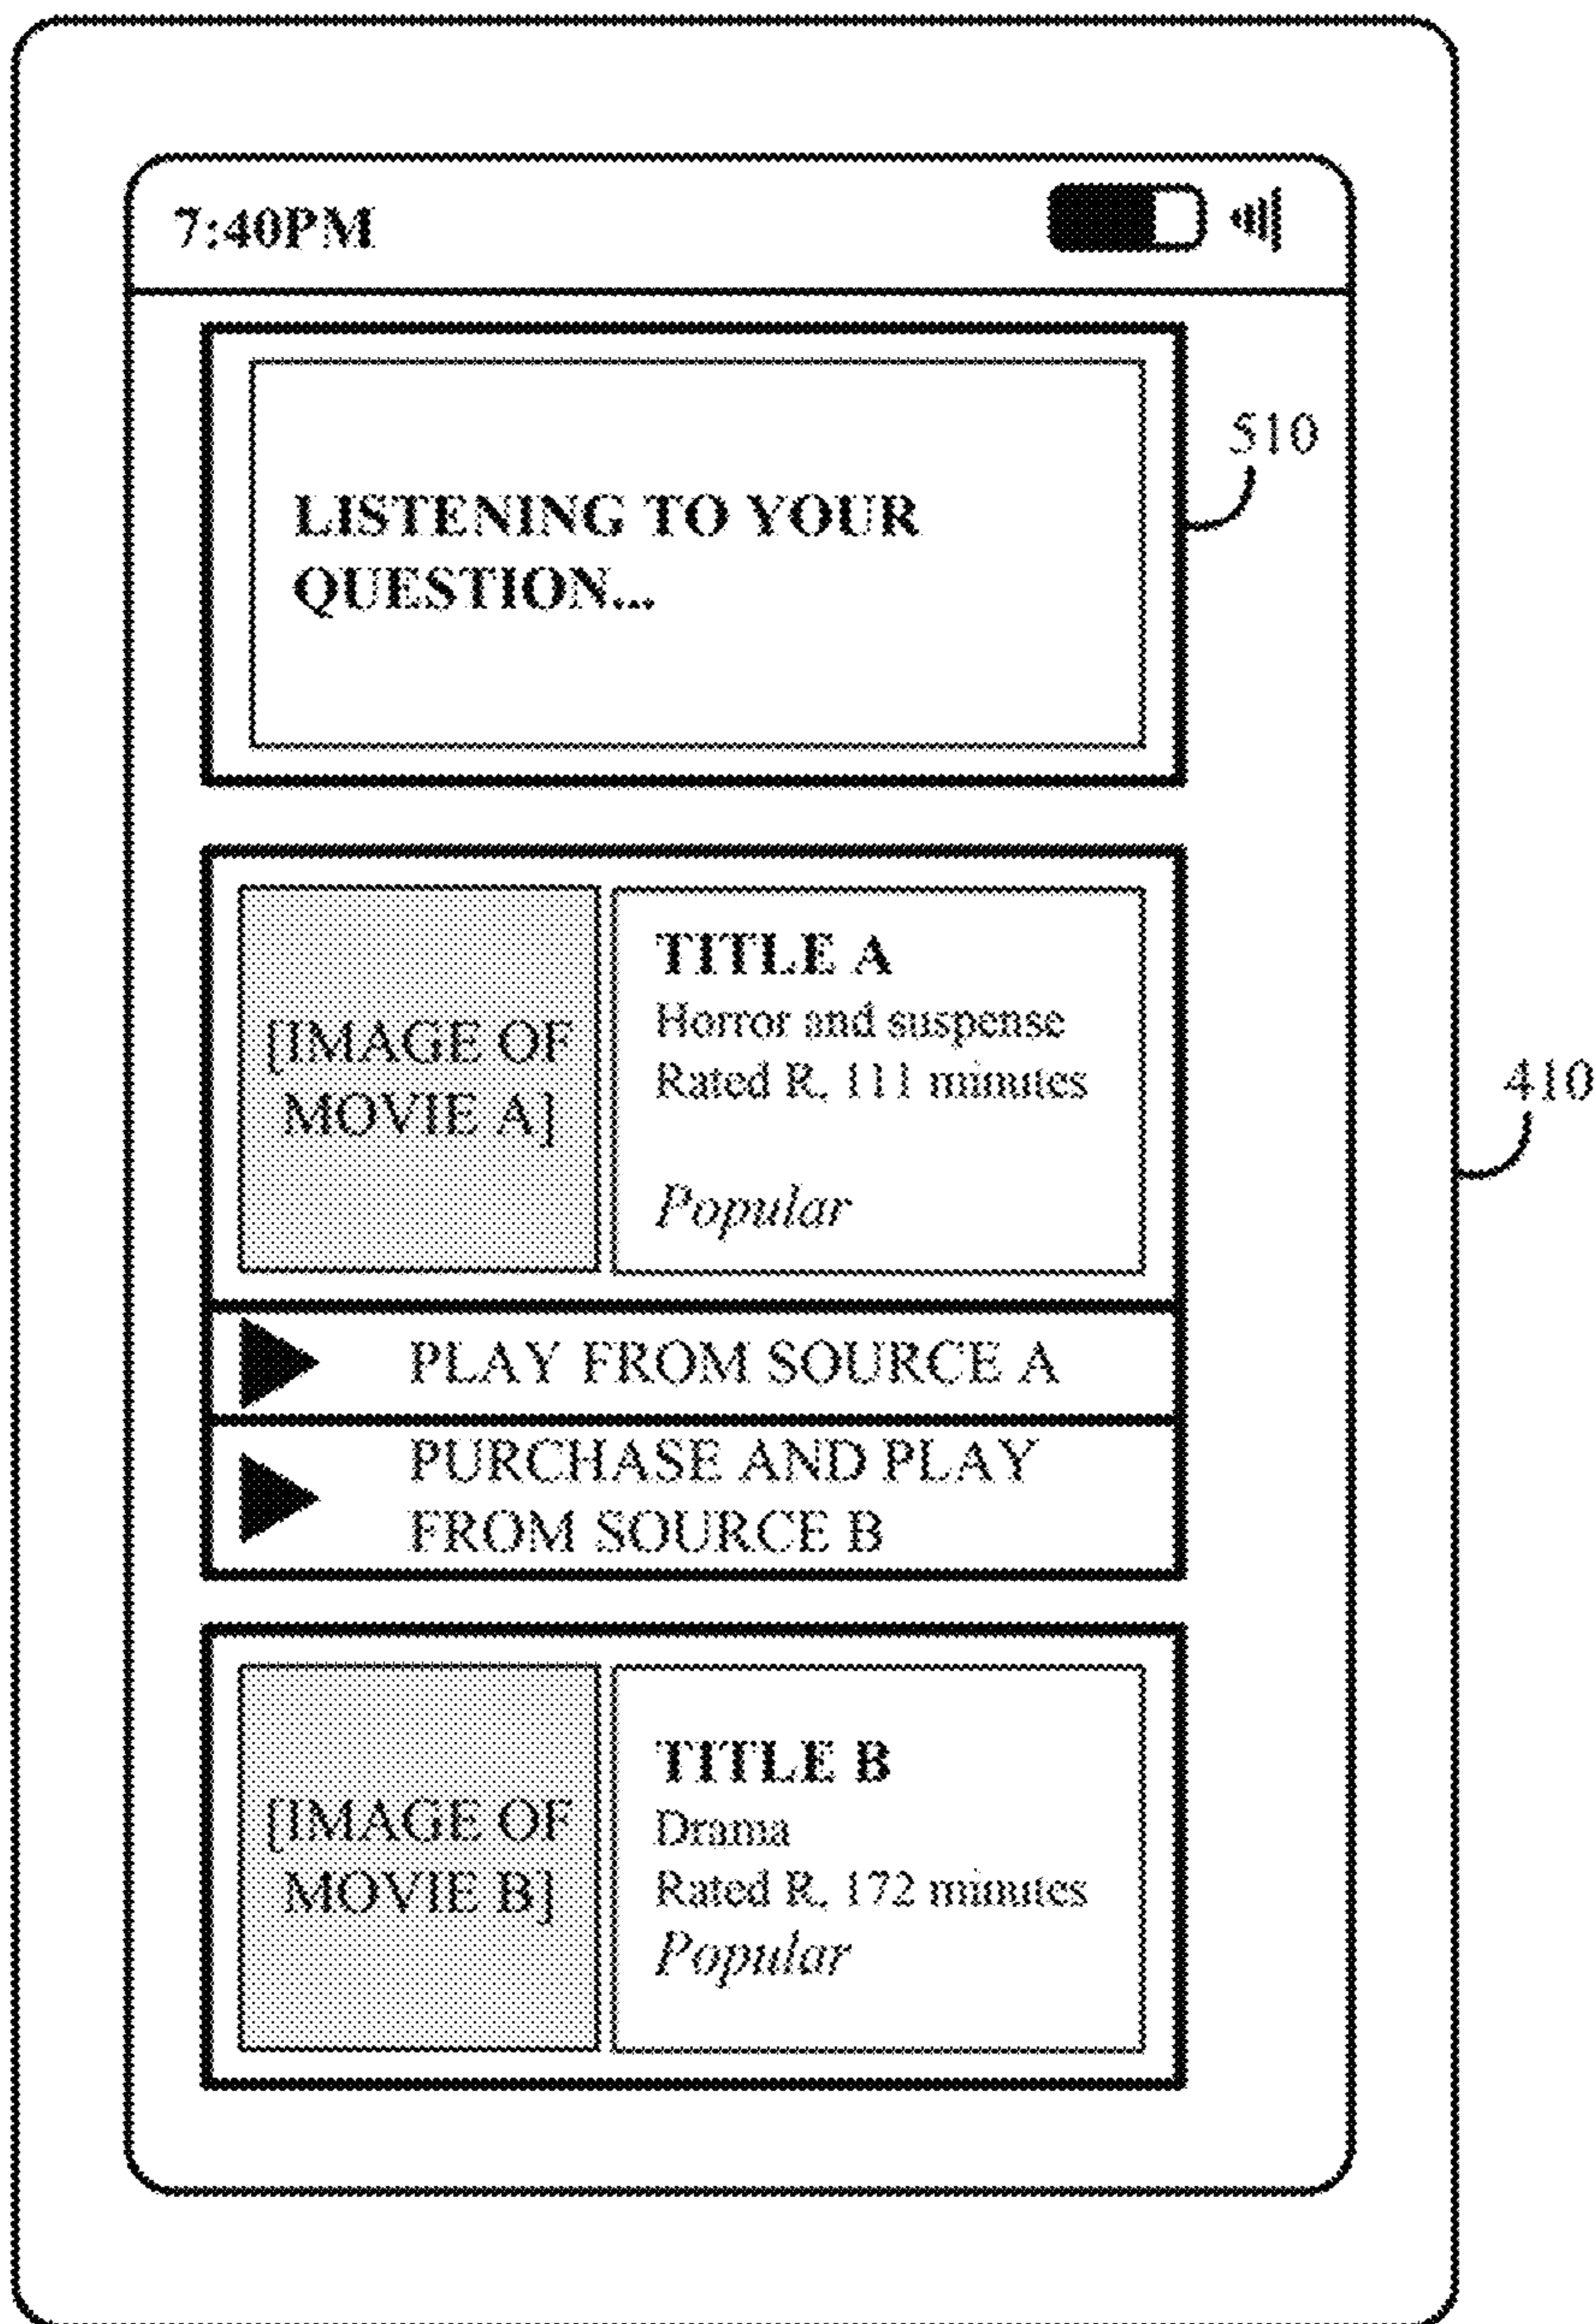 7:40PM
LISTENING TO YOUR
QUESTION...
510
[IMAGE OF
MOVIE A]
TITLE A
Horror and suspense
Rated R, 111 minutes
Popular
410
PLAY FROM SOURCE A
PURCHASE AND PLAY
FROM SOURCE B
[IMAGE OF
MOVIE B]
TITLE B
Drama
Rated R, 172 minutes
Popular